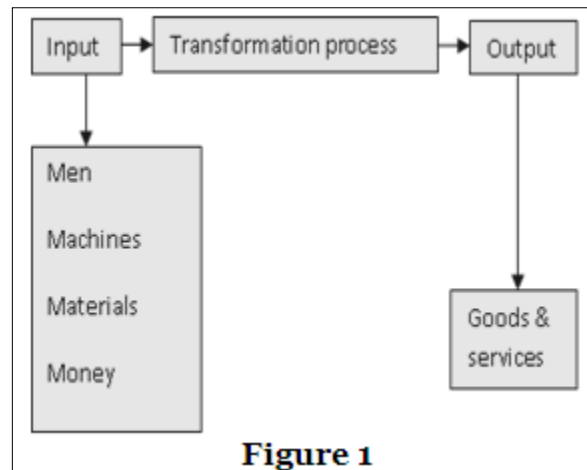 Input
Transformation process
Output
Men
Machines
Materials
Money
Goods &
services
Figure 1